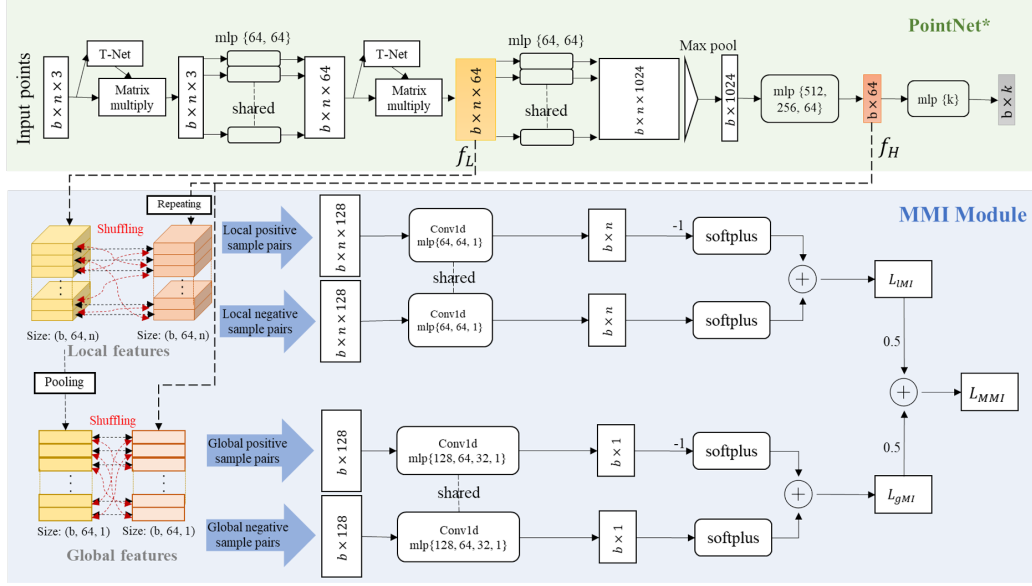 PointNet*
Input points
b × n × 3
T-Net
Matrix
multiply
b × n × 3
mlp {64, 64}
shared
b × n × 64
T-Net
Matrix
multiply
b × n × 64
mlp {64, 64}
shared
b × n × 1024
Max pool
b × 1024
mlp {512,
256, 64}
b × 64
mlp {k}
b × k
f_L
f_H
MMI Module
Repeating
Shuffling
Size: (b, 64, n)
Size: (b, 64, n)
Local features
Local positive
sample pairs
b × n × 128
Conv1d
mlp{64, 64, 1}
b × n
-1
softplus
shared
Local negative
sample pairs
b × n × 128
Conv1d
mlp{64, 64, 1}
b × n
softplus
L_lMI
0.5
L_MMI
0.5
Pooling
Shuffling
Size: (b, 64, 1)
Size: (b, 64, 1)
Global features
Global positive
sample pairs
b × 128
Conv1d
mlp{128, 64, 32, 1}
b × 1
-1
softplus
shared
Global negative
sample pairs
b × 128
Conv1d
mlp{128, 64, 32, 1}
b × 1
softplus
L_gMI